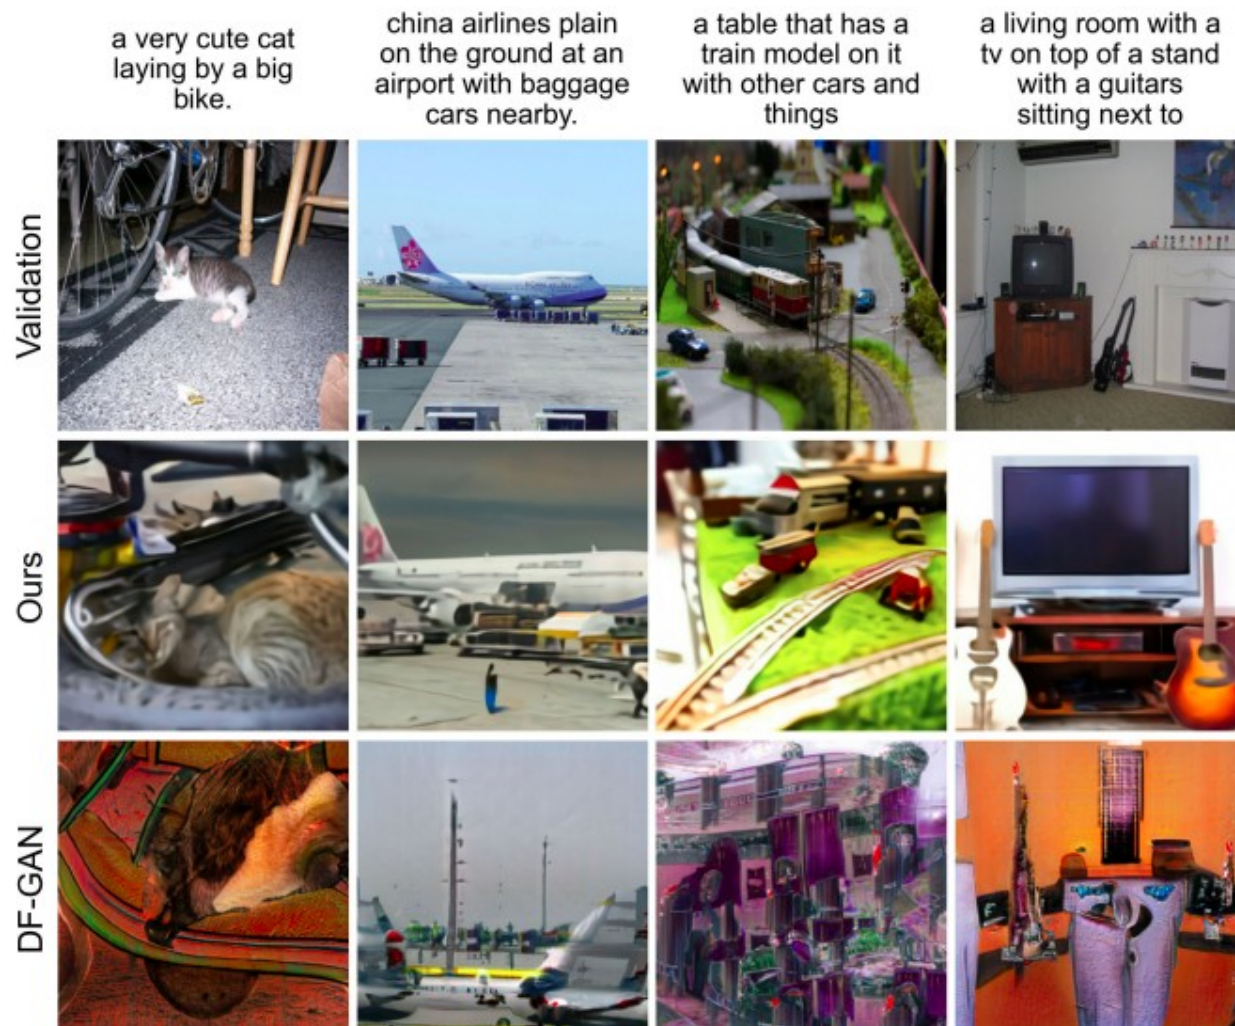 a very cute cat
laying by a big
bike.
china airlines plain
on the ground at an
airport with baggage
cars nearby.
a table that has a
train model on it
with other cars and
things
a living room with a
tv on top of a stand
with a guitars
sitting next to
Validation
Ours
DF-GAN